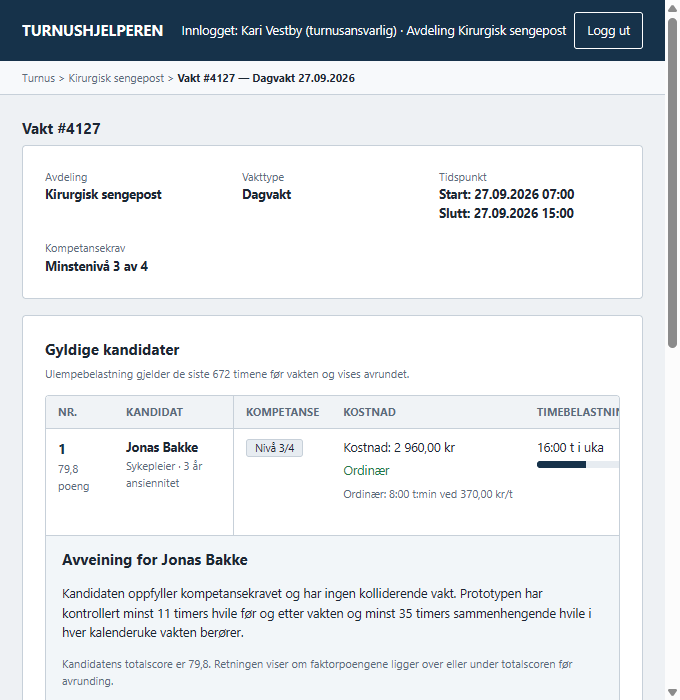 TURNUSHJELPEREN Innlogget: Kari Vestby (turnusansvarlig) · Avdeling Kirurgisk sengepost Logg ut
Turnus > Kirurgisk sengepost > Vakt #4127 — Dagvakt 27.09.2026
Vakt #4127
Avdeling Vakttype Tidspunkt
Kirurgisk sengepost Dagvakt Start: 27.09.2026 07:00
Slutt: 27.09.2026 15:00
Kompetansekrav
Minstenivå 3 av 4
Gyldige kandidater
Ulempebelastning gjelder de siste 672 timene før vakten og vises avrundet.
NR. KANDIDAT KOMPETANSE KOSTNAD
1 Jonas Bakke Nivå 3/4 Kostnad: 2 960,00 kr 16:00 t i uka
79,8 Sykepleier · 3 år Ordinær
poeng ansiennitet Ordinær: 8:00 t:min ved 370,00 kr/t
Avveining for Jonas Bakke
Kandidaten oppfyller kompetansekravet og har ingen kolliderende vakt. Prototypen har
kontrollert minst 11 timers hvile før og etter vakten og minst 35 timers sammenhengende hvile i
hver kalenderuke vakten berører.
Kandidatens totalscore er 79,8. Retningen viser om faktorpoengene ligger over eller under totalscoren før
avrunding.